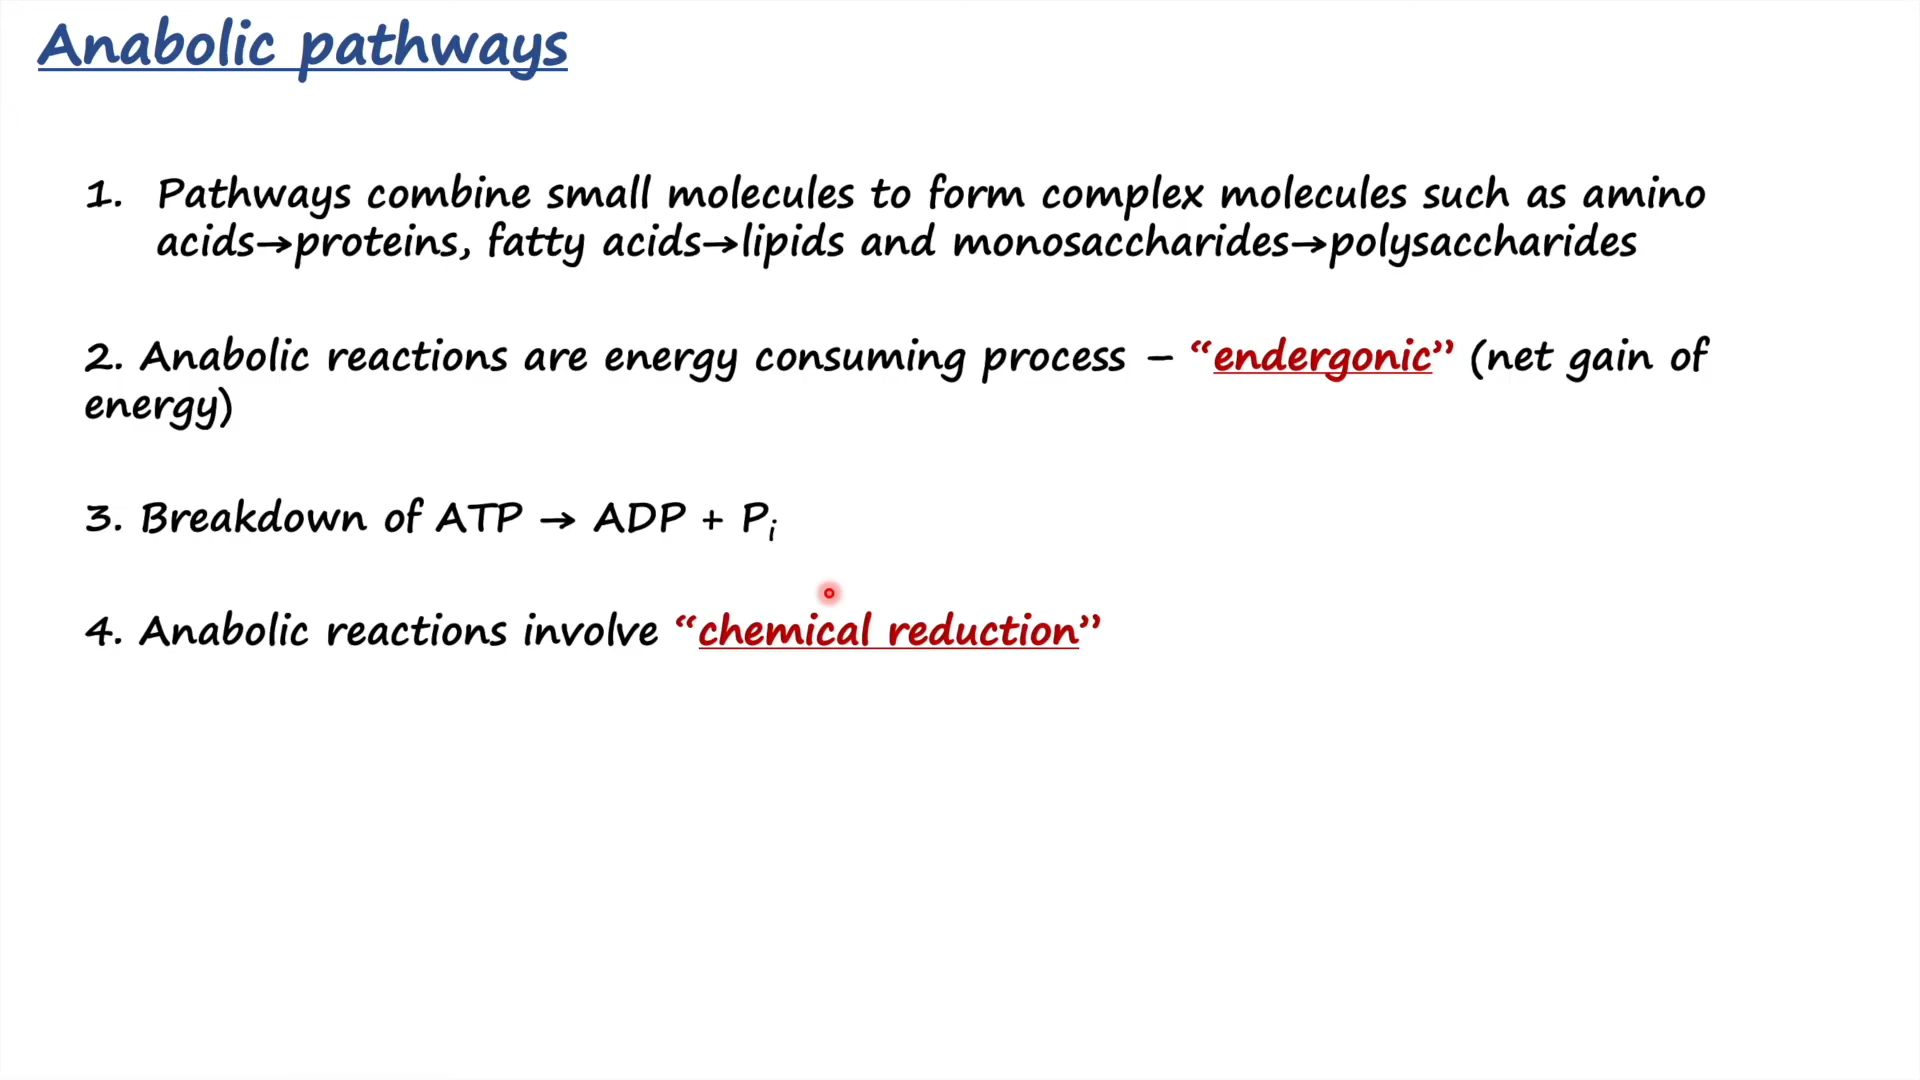 Anabolic pathways
1. Pathways combine small molecules to form complex molecules such as amino
acids→proteins, fatty acids→lipids and monosaccharides→polysaccharides
2. Anabolic reactions are energy consuming process – “endergonic” (net gain of
energy)
3. Breakdown of ATP → ADP + Pᵢ
4. Anabolic reactions involve “chemical reduction”